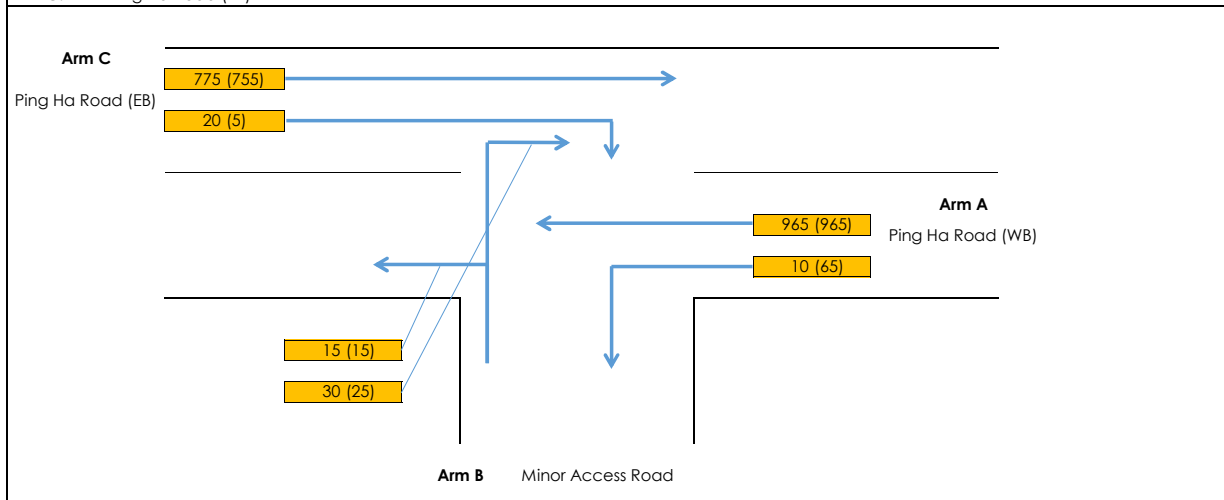 Arm C
775 (755)
Ping Ha Road (EB)
20 (5)
Arm A
965 (965)
Ping Ha Road (WB)
10 (65)
15 (15)
30 (25)
Arm B Minor Access Road